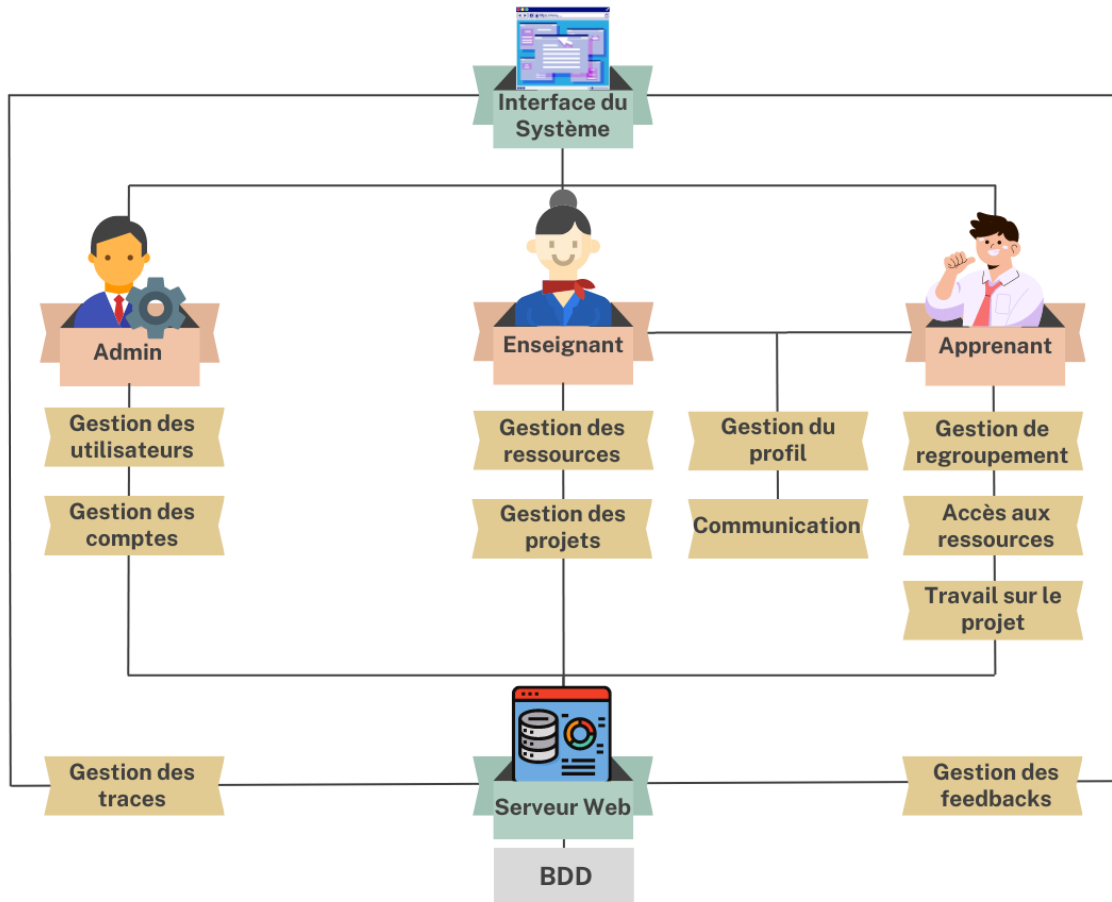 Interface du
Système
Admin
Enseignant
Apprenant
Gestion des
utilisateurs
Gestion des
comptes
Gestion des
ressources
Gestion des
projets
Gestion du
profil
Communication
Gestion de
regroupement
Accès aux
ressources
Travail sur le
projet
Gestion des
traces
Serveur Web
Gestion des
feedbacks
BDD